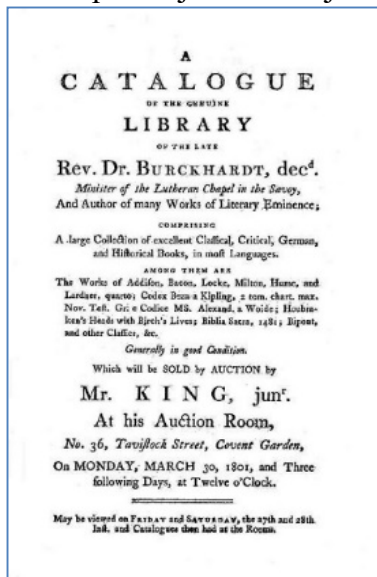 A
CATALOGUE
OF THE GENUINE
LIBRARY
OF THE LATE
Rev. Dr. BURCKHARDT, decd.
Minister of the Lutheran Chapel in the Savoy,
And Author of many Works of Literary Eminence;
COMPRISING
A large Collection of excellent Classical, Critical, German,
and Historical Books, in most Languages.
AMONG THEM ARE
The Works of Addison, Bacon, Locke, Milton, Hume, and
Lardner, quarto; Codex Beza a Kipling, 2 tom. chart. max.
Nov. Test. Gr. e Codice MS. Alexand. a Woide; Houbra-
ken's Heads with Birch's Lives; Biblia Sacra, 1481; Bipont,
and other Classics, &c.
Generally in good Condition.
Which will be SOLD by AUCTION by
Mr. KING, junr.
At his Auction Room,
No. 36, Tavistock Street, Covent Garden,
On MONDAY, MARCH 30, 1801, and Three
following Days, at Twelve o'Clock.
May be viewed on FRIDAY and SATURDAY, the 27th and 28th
Inst. and Catalogues then had at the Rooms.